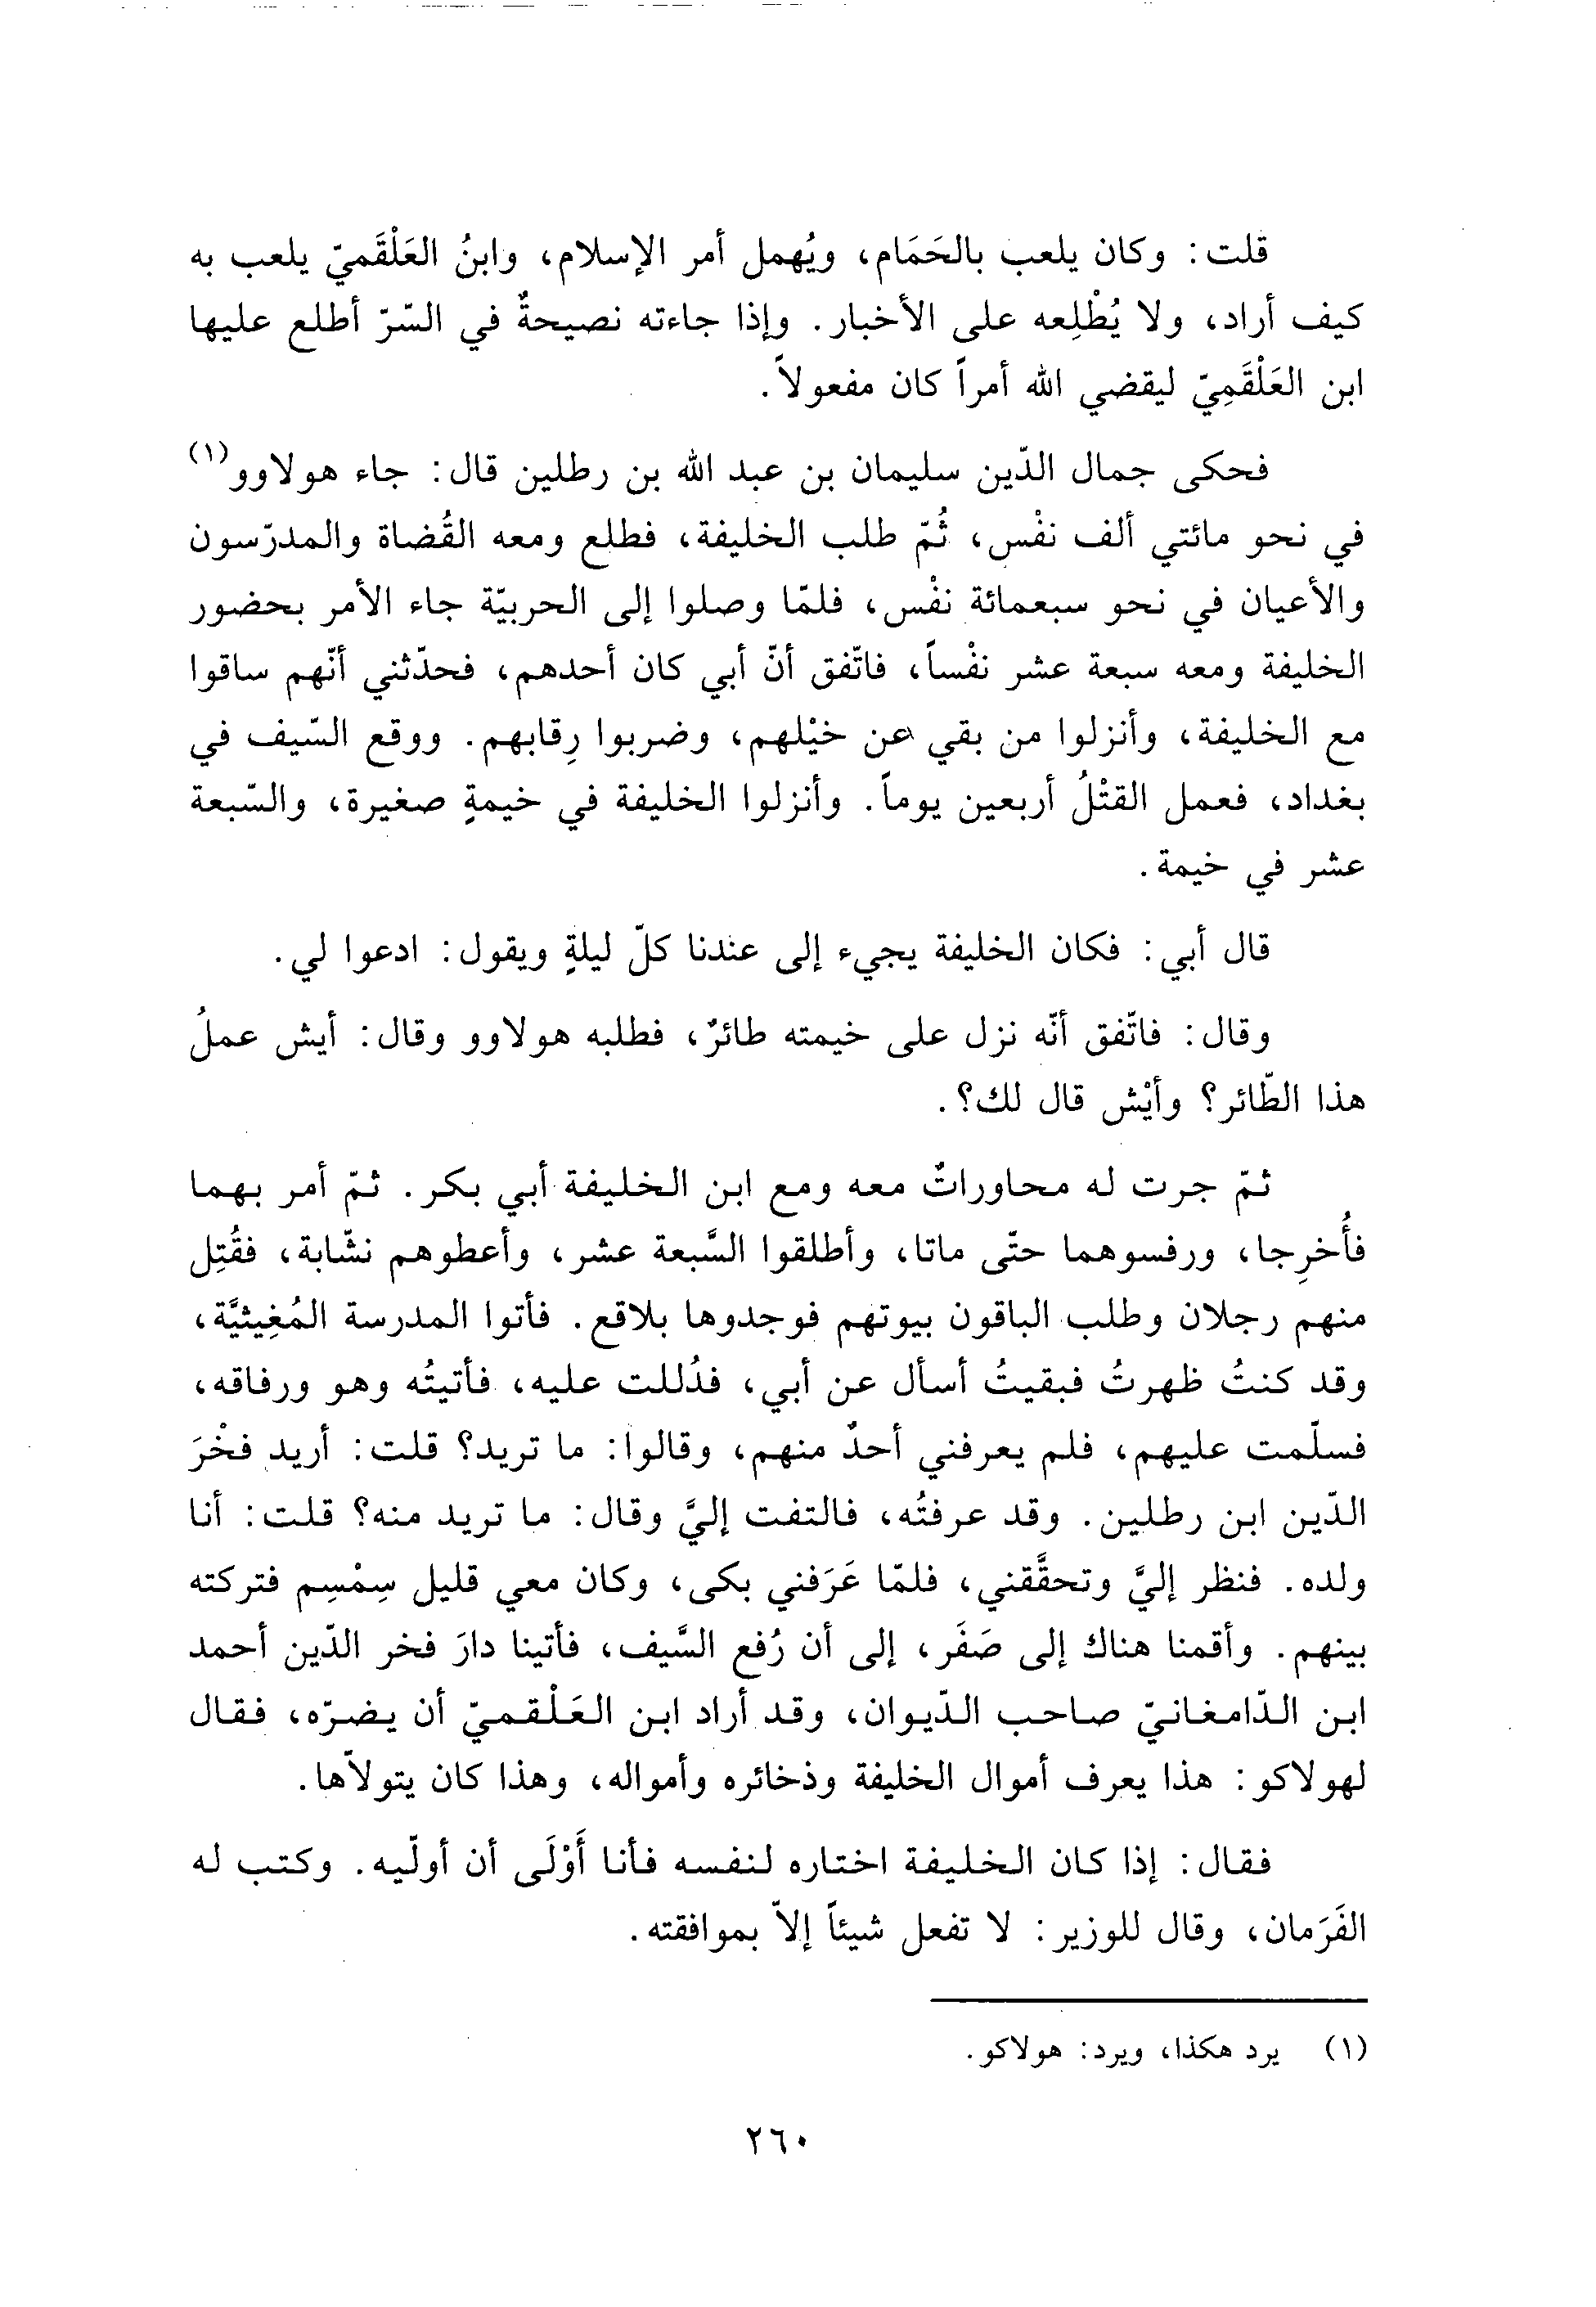 قلت: وكان يلعب بالحَمَام، ويُهمل أمر الإسلام، وابنُ العَلْقَميّ يلعب به
كيف أراد، ولا يُطْلِعه على الأخبار. وإذا جاءته نصيحةٌ في السّرّ أطلع عليها
ابن العَلْقَمِيّ ليقضي الله أمراً كان مفعولاً.
فحكى جمال الدّين سليمان بن عبد الله بن رطلين قال: جاء هولاوو(١)
في نحو مائتي ألف نفْس، ثُمّ طلب الخليفة، فطلع ومعه القُضاة والمدرّسون
والأعيان في نحو سبعمائة نفْس، فلمّا وصلوا إلى الحربيّة جاء الأمر بحضور
الخليفة ومعه سبعة عشر نفْساً، فاتّفق أنّ أبي كان أحدهم، فحدّثني أنّهم ساقوا
مع الخليفة، وأنزلوا من بقي عن خيْلهم، وضربوا رِقابهم. ووقع السّيف في
بغداد، فعمل القتْلُ أربعين يوماً. وأنزلوا الخليفة في خيمةٍ صغيرة، والسّبعة
عشر في خيمة.
قال أبي: فكان الخليفة يجيء إلى عندنا كلّ ليلةٍ ويقول: ادعوا لي.
وقال: فاتّفق أنّه نزل على خيمته طائرٌ، فطلبه هولاوو وقال: أيش عملُ
هذا الطّائر؟ وأيْش قال لك؟.
ثمّ جرت له محاوراتٌ معه ومع ابن الخليفة أبي بكر. ثمّ أمر بهما
فأُخرِجا، ورفسوهما حتّى ماتا، وأطلقوا السَّبعة عشر، وأعطوهم نشّابة، فقُتِل
منهم رجلان وطلب الباقون بيوتهم فوجدوها بلاقع. فأتوا المدرسة المُغِيثيَّة،
وقد كنتُ ظهرتُ فبقيتُ أسأل عن أبي، فدُللت عليه، فأتيتُه وهو ورفاقه،
فسلّمت عليهم، فلم يعرفني أحدٌ منهم، وقالوا: ما تريد؟ قلت: أريد فخْرَ
الدّين ابن رطلين. وقد عرفتُه، فالتفت إليَّ وقال: ما تريد منه؟ قلت: أنا
ولده. فنظر إليَّ وتحقَّقني، فلمّا عَرَفني بكى، وكان معي قليل سِمْسِم فتركته
بينهم. وأقمنا هناك إلى صَفَر، إلى أن رُفع السَّيف، فأتينا دارَ فخر الدّين أحمد
ابن الدّامغانيّ صاحب الدّيوان، وقد أراد ابن العَلْقميّ أن يضرّه، فقال
لهولاكو: هذا يعرف أموال الخليفة وذخائره وأمواله، وهذا كان يتولاّها.
فقال: إذا كان الخليفة اختاره لنفسه فأنا أَوْلَى أن أولّيه. وكتب له
الفَرَمان، وقال للوزير: لا تفعل شيئاً إلاّ بموافقته.
(١) يرد هكذا، ويرد: هولاكو.
٢٦٠